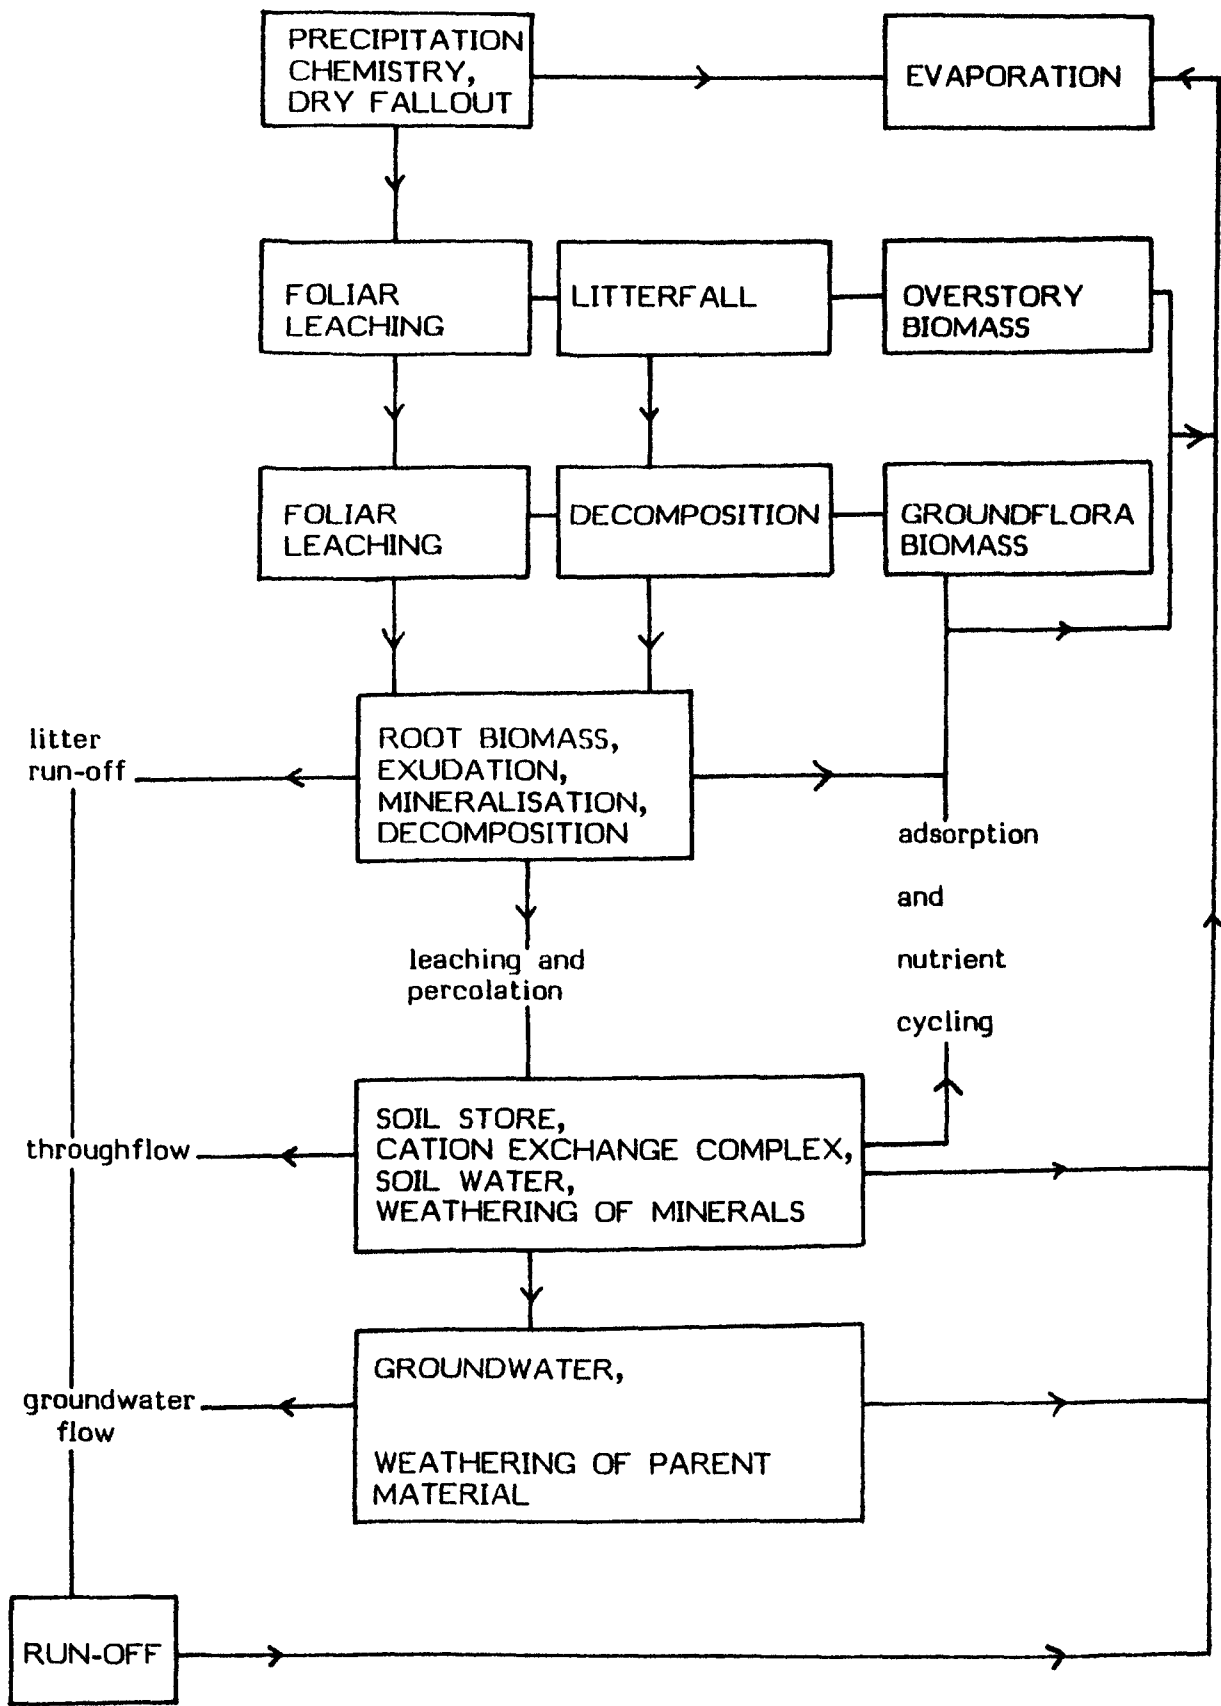 PRECIPITATION
CHEMISTRY,
DRY FALLOUT
EVAPORATION
FOLIAR
LEACHING
LITTERFALL
OVERSTORY
BIOMASS
FOLIAR
LEACHING
DECOMPOSITION
GROUNDFLORA
BIOMASS
litter
run-off
ROOT BIOMASS,
EXUDATION,
MINERALISATION,
DECOMPOSITION
adsorption
and
nutrient
cycling
leaching and
percolation
throughflow
SOIL STORE,
CATION EXCHANGE COMPLEX,
SOIL WATER,
WEATHERING OF MINERALS
groundwater
flow
GROUNDWATER,
WEATHERING OF PARENT
MATERIAL
RUN-OFF